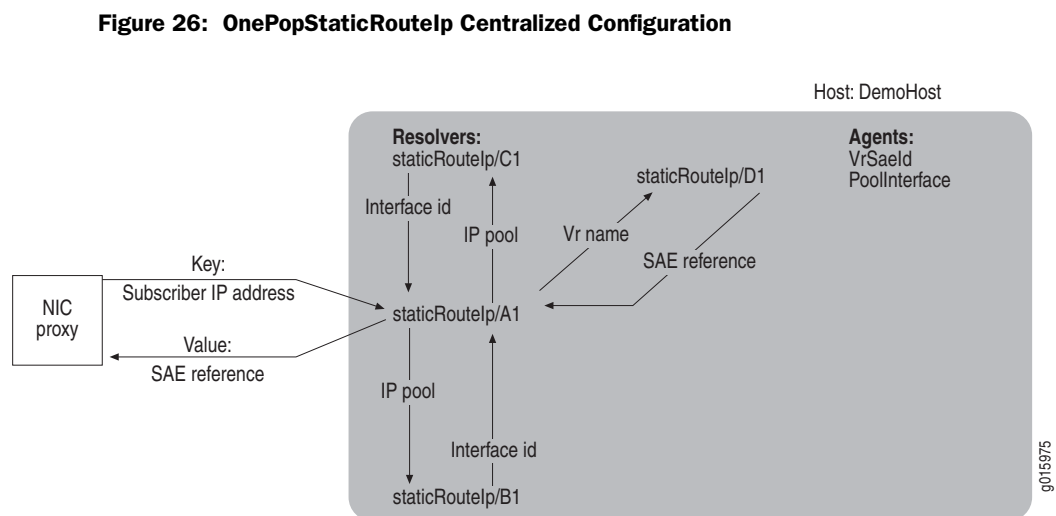 Figure 26: OnePopStaticRouteIp Centralized Configuration
Host: DemoHost
Resolvers:
staticRouteIp/C1
Agents:
VrSaeId
PoolInterface
staticRouteIp/D1
Interface id
IP pool
Vr name
SAE reference
Key:
Subscriber IP address
NIC
proxy
staticRouteIp/A1
Value:
SAE reference
IP pool
Interface id
staticRouteIp/B1
g015975